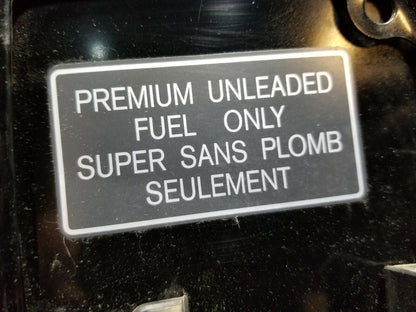 PREMIUM UNLEADED
FUEL ONLY
SUPER SANS PLOMB
SEULEMENT